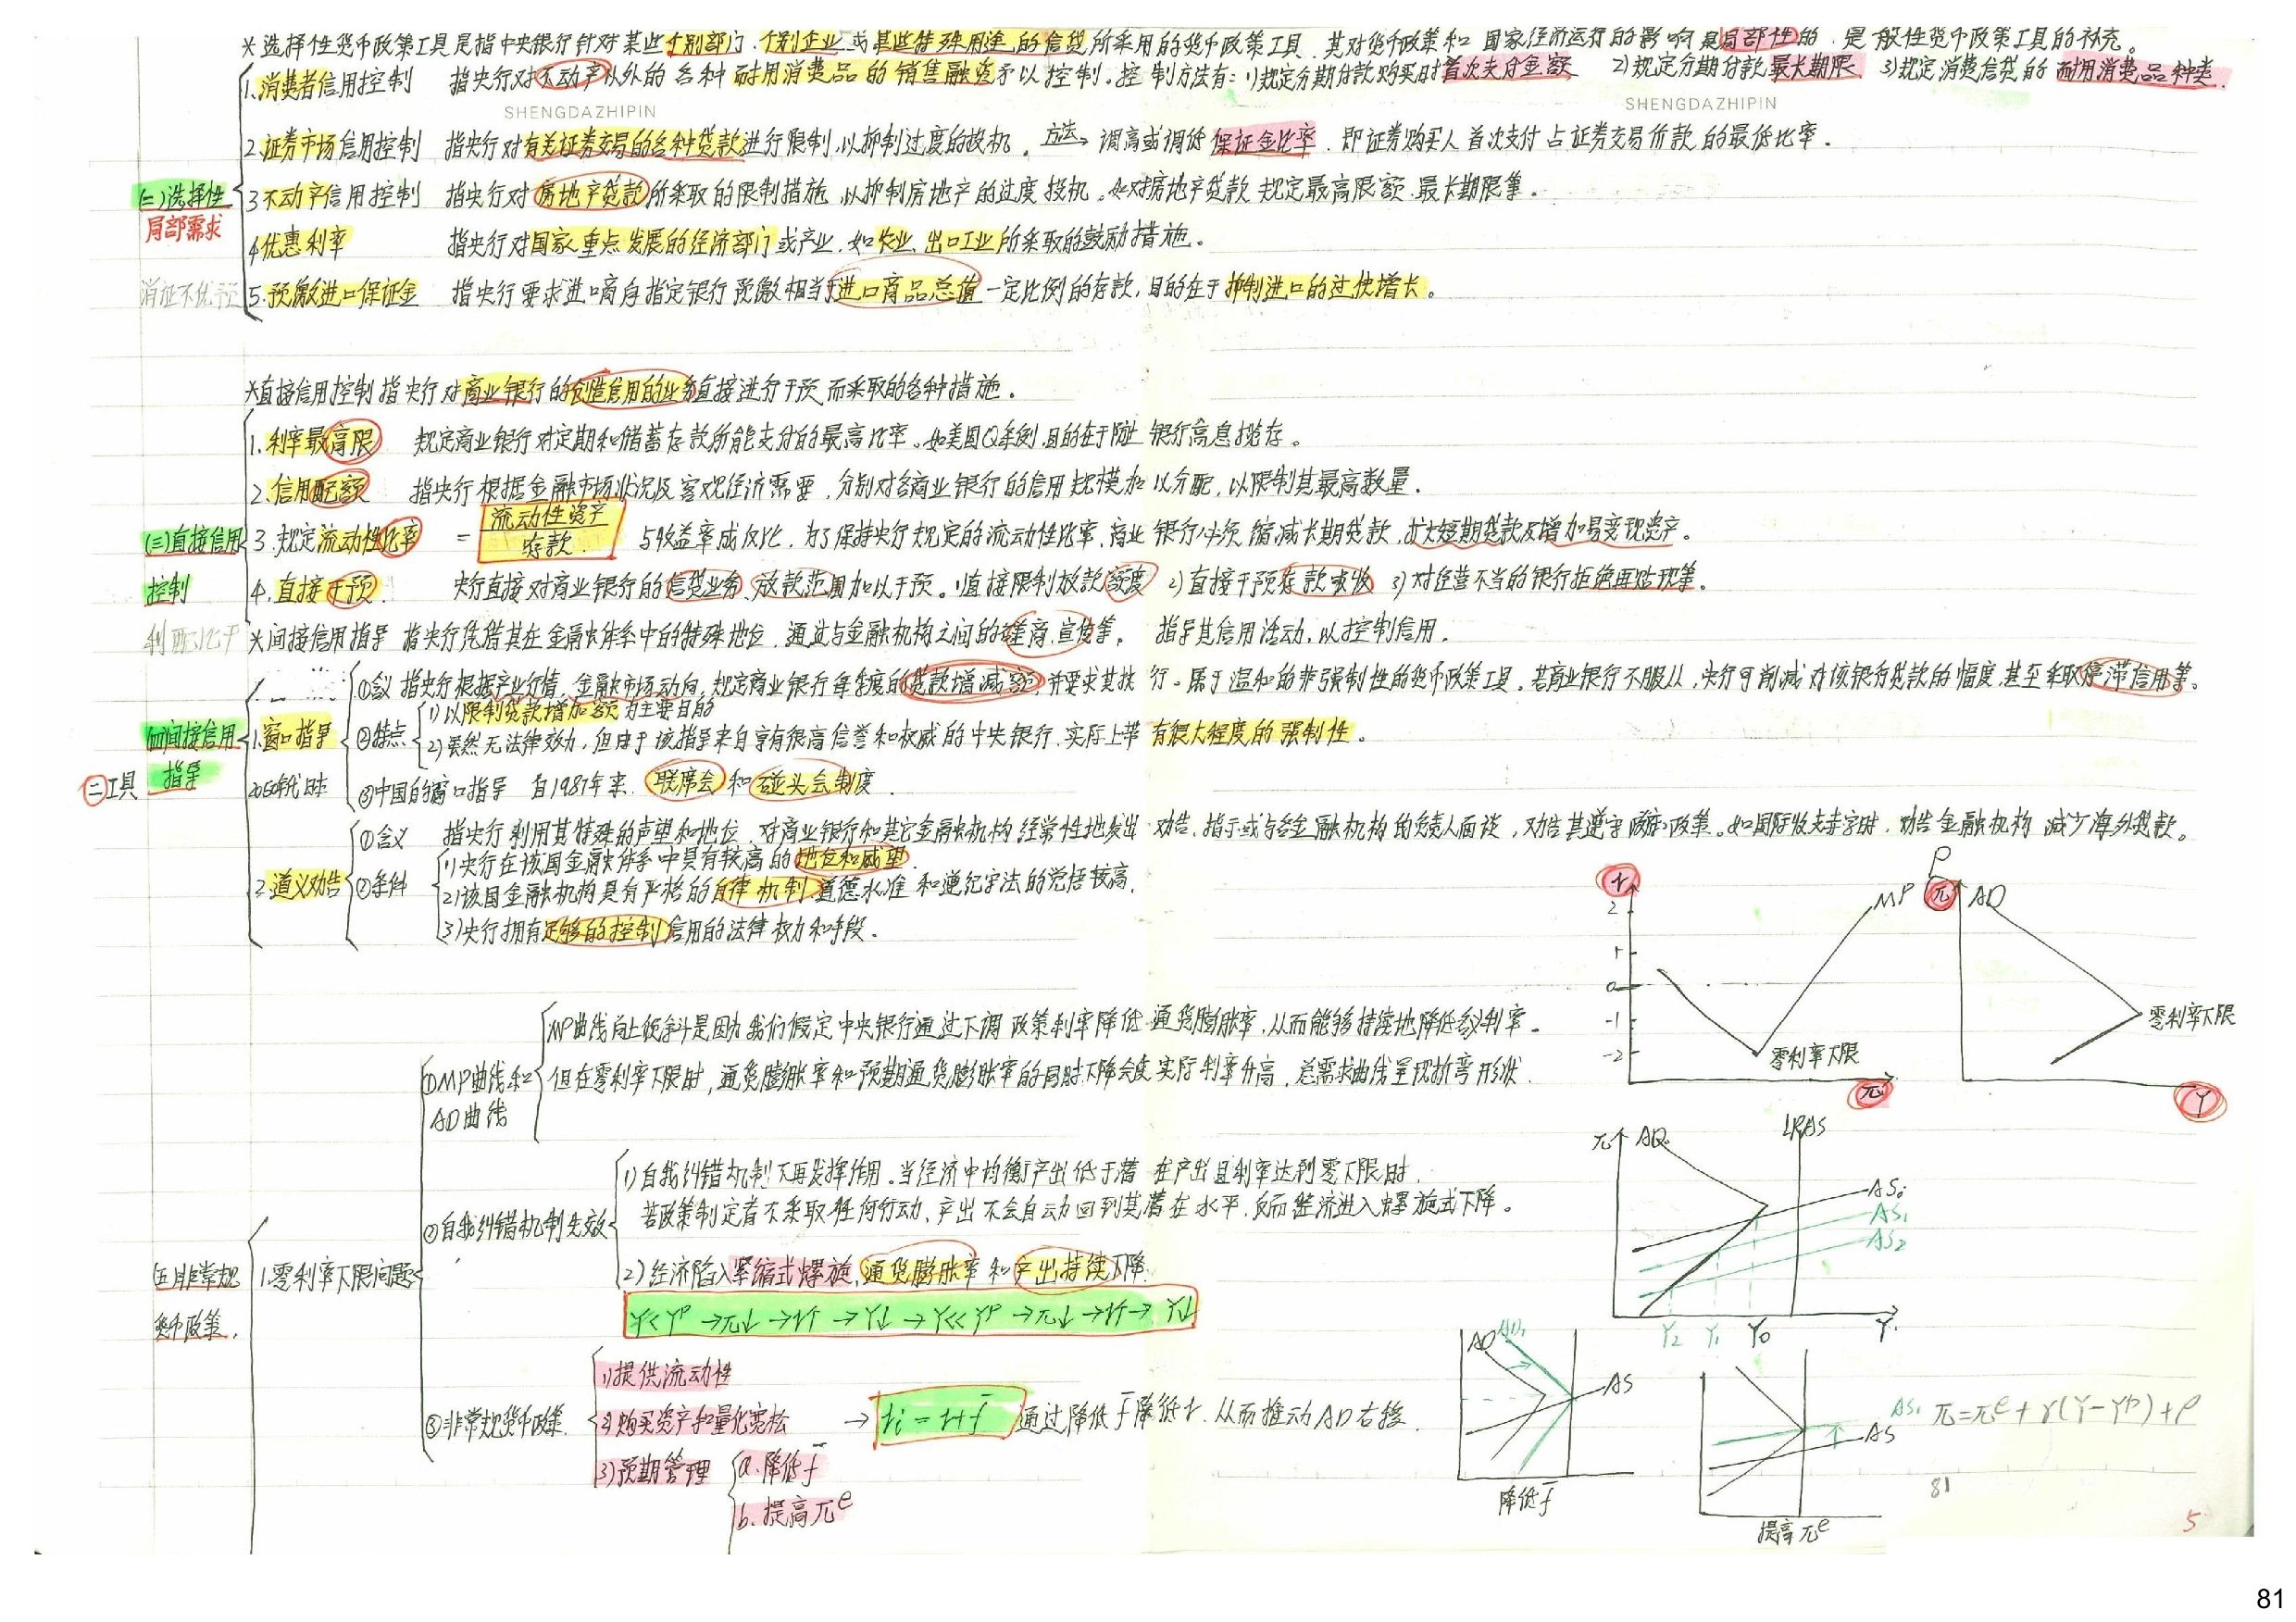 *选择性货币政策工具是指中央银行针对某些个别部门、个别企业或某些特殊用途的信贷所采用的货币政策工具,其对货币政策和国家经济运行的影响是局部性的,是一般性货币政策工具的补充。
1.消费者信用控制 指央行对不动产以外的各种耐用消费品的销售融资予以控制。控制方法有:1)规定分期付款购买时首次支付金额 2)规定分期付款最长期限 3)规定消费信贷的耐用消费品种类.
SHENGDAZHIPIN SHENGDAZHIPIN
2.证券市场信用控制 指央行对有关证券交易的各种贷款进行限制,以抑制过度的投机。方法→调高或调低保证金比率.即证券购买人首次支付占证券交易价款的最低比率.
(二)选择性 3不动产信用控制 指央行对房地产贷款所采取的限制措施,以抑制房地产的过度投机。如对房地产贷款规定最高限额.最长期限等。
局部需求
4优惠利率 指央行对国家重点发展的经济部门或产业,如农业、出口工业所采取的鼓励措施。
消证不优预 5.预缴进口保证金 指央行要求进口商向指定银行预缴相当于进口商品总值一定比例的存款,目的在于抑制进口的过快增长。
*直接信用控制指央行对商业银行的创造信用的业务直接进行干预而采取的各种措施。
1.利率最高限 规定商业银行对定期和储蓄存款所能支付的最高比率。如美国Q条例,目的在于防止银行高息揽存。
2.信用配额 指央行根据金融市场状况及客观经济需要,分别对各商业银行的信用规模加以分配,以限制其最高数量.
(三)直接信用 3.规定流动性比率 = 流动性资产/存款 与收益率成反比,为了保持央行规定的流动性比率,商业银行必须缩减长期贷款,扩大短期贷款及增加易变现资产。
控制 4.直接干预. 央行直接对商业银行的信贷业务、放款范围加以干预。1)直接限制放款额度 2)直接干预存款吸收 3)对经营不当的银行拒绝再贴现等.
利配比干 *间接信用指导 指央行凭借其在金融体系中的特殊地位,通过与金融机构之间的磋商、宣传等,指导其信用活动,以控制信用.
①含义 指央行根据产业行情、金融市场动向,规定商业银行每季度的贷款增减额,并要求其执行。属于温和的非强制性的货币政策工具,若商业银行不服从,央行可削减对该银行贷款的幅度,甚至采取停滞信用等。
1)以限制贷款增加额为主要目的
(四)间接信用 1.窗口指导 ②特点 2)虽然无法律效力,但由于该指导来自享有很高信誉和权威的中央银行,实际上带有很大程度的强制性。
㊁工具 指导 20 50年代 日本 ③中国的窗口指导 自1987年来.联席会和碰头会制度.
①含义 指央行利用其特殊的声望和地位,对商业银行和其它金融机构经常性地发出劝告、指示或与各金融机构的负责人面谈,劝告其遵守政府政策。如国际收支赤字时,劝告金融机构减少海外贷款。
1)央行在该国金融体系中具有较高的地位和威望.
2.道义劝告 ②条件 2)该国金融机构具有严格的自律机制,道德水准和遵纪守法的觉悟较高.
3)央行拥有足够的控制信用的法律权力和手段.
r 2 1 0 -1 -2 MP 零利率下限 π
P π AD 零利率下限 Y
MP曲线向上倾斜是因为我们假定中央银行通过下调政策利率降低通货膨胀率,从而能够持续地降低实际利率。
①MP曲线和 但在零利率下限时,通货膨胀率和预期通货膨胀率的同时下降会使实际利率升高,总需求曲线呈现折弯形状.
AD曲线
π AD. LRAS AS0 AS1 AS2 Y2 Y1 Y0 Y.
1)自我纠错机制不再发挥作用.当经济中均衡产出低于潜在产出且利率达到零下限时,
若政策制定者不采取任何行动,产出不会自动回到其潜在水平,反而经济进入螺旋式下降。
②自我纠错机制失效
(五)非常规 1.零利率下限问题 2)经济陷入紧缩式螺旋,通货膨胀率和产出持续下降.
货币政策. Y<Yᴾ→π↓→r↑→Y↓→Y<<Yᴾ→π↓→r↑→Y↓
1)提供流动性
③非常规货币政策. 2)购买资产和量化宽松 → ri=r+f̄ 通过降低f̄降低r.从而推动AD右移.
3)预期管理 a.降低f̄
b.提高πᵉ
AD AD1 AS 降低f̄
AS1 AS 提高πᵉ
π=πᵉ+γ(Y-Yᴾ)+ρ
81
5
81